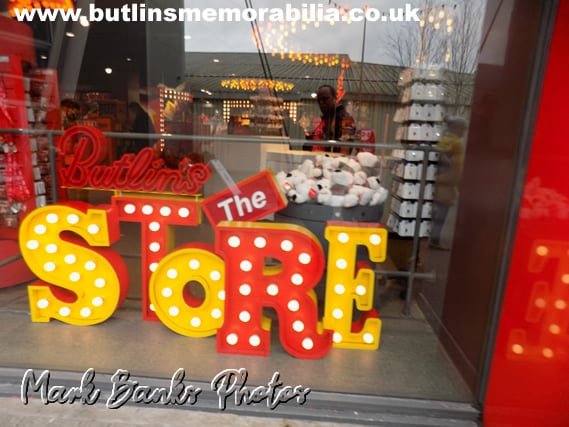 www.butlinsmemorabilia.co.uk
Butlin's
The
STORE
Mark Banks Photos